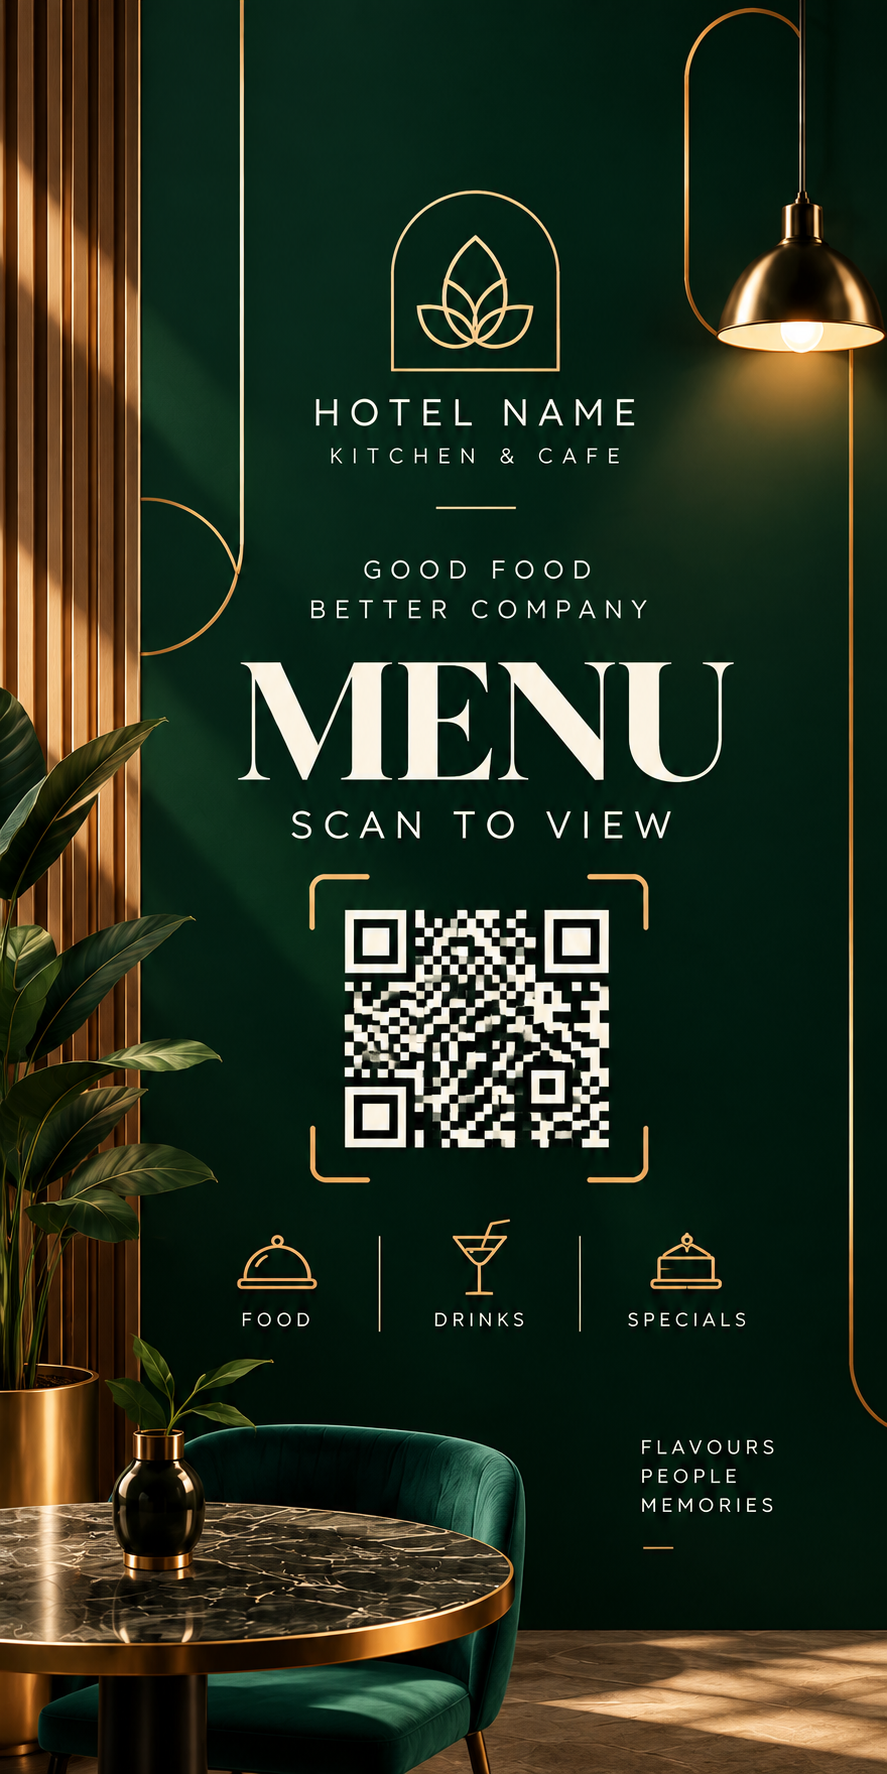 HOTEL NAME
KITCHEN & CAFE
GOOD FOOD
BETTER COMPANY
MENU
SCAN TO VIEW
FOOD
DRINKS
SPECIALS
FLAVOURS
PEOPLE
MEMORIES